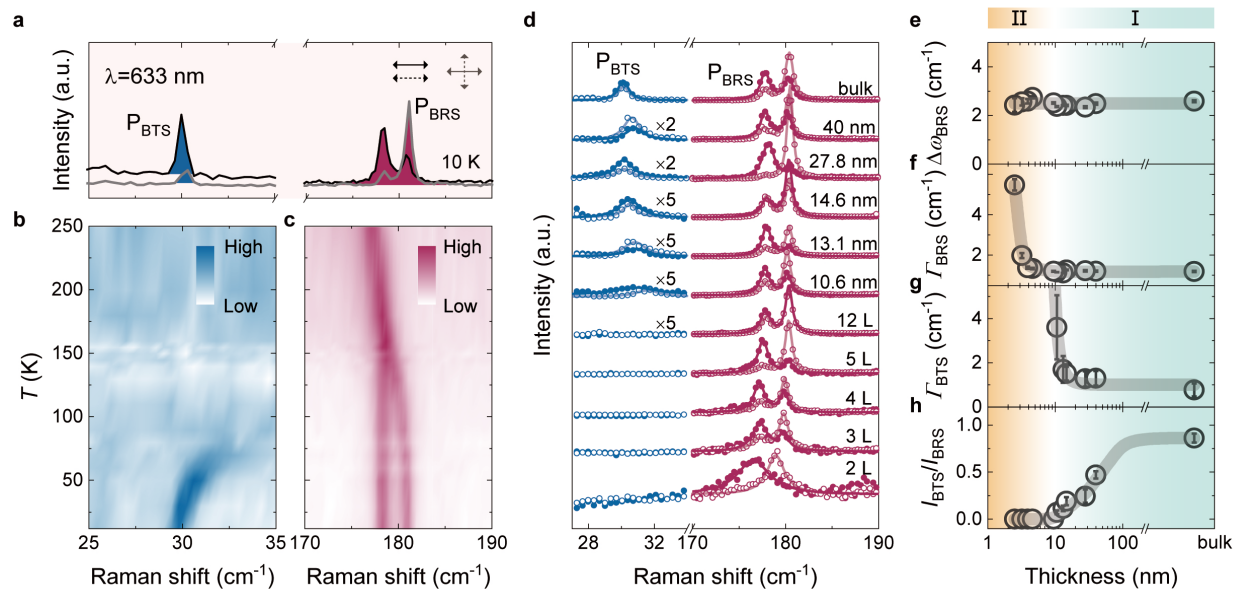 a
λ=633 nm
P_BTS
P_BRS
10 K
Intensity (a.u.)
b
High
Low
250
200
150
100
50
T (K)
25
30
35
Raman shift (cm⁻¹)
c
High
Low
170
180
190
Raman shift (cm⁻¹)
d
P_BTS
P_BRS
bulk
×2
40 nm
×2
27.8 nm
×5
14.6 nm
×5
13.1 nm
×5
10.6 nm
×5
12 L
5 L
4 L
3 L
2 L
Intensity (a.u.)
28
32
170
180
190
Raman shift (cm⁻¹)
II
I
e
4
2
0
Δω_BRS (cm⁻¹)
f
4
2
Γ_BRS (cm⁻¹)
g
4
2
0
Γ_BTS (cm⁻¹)
h
1.0
0.5
0.0
I_BTS/I_BRS
1
10
100
bulk
Thickness (nm)